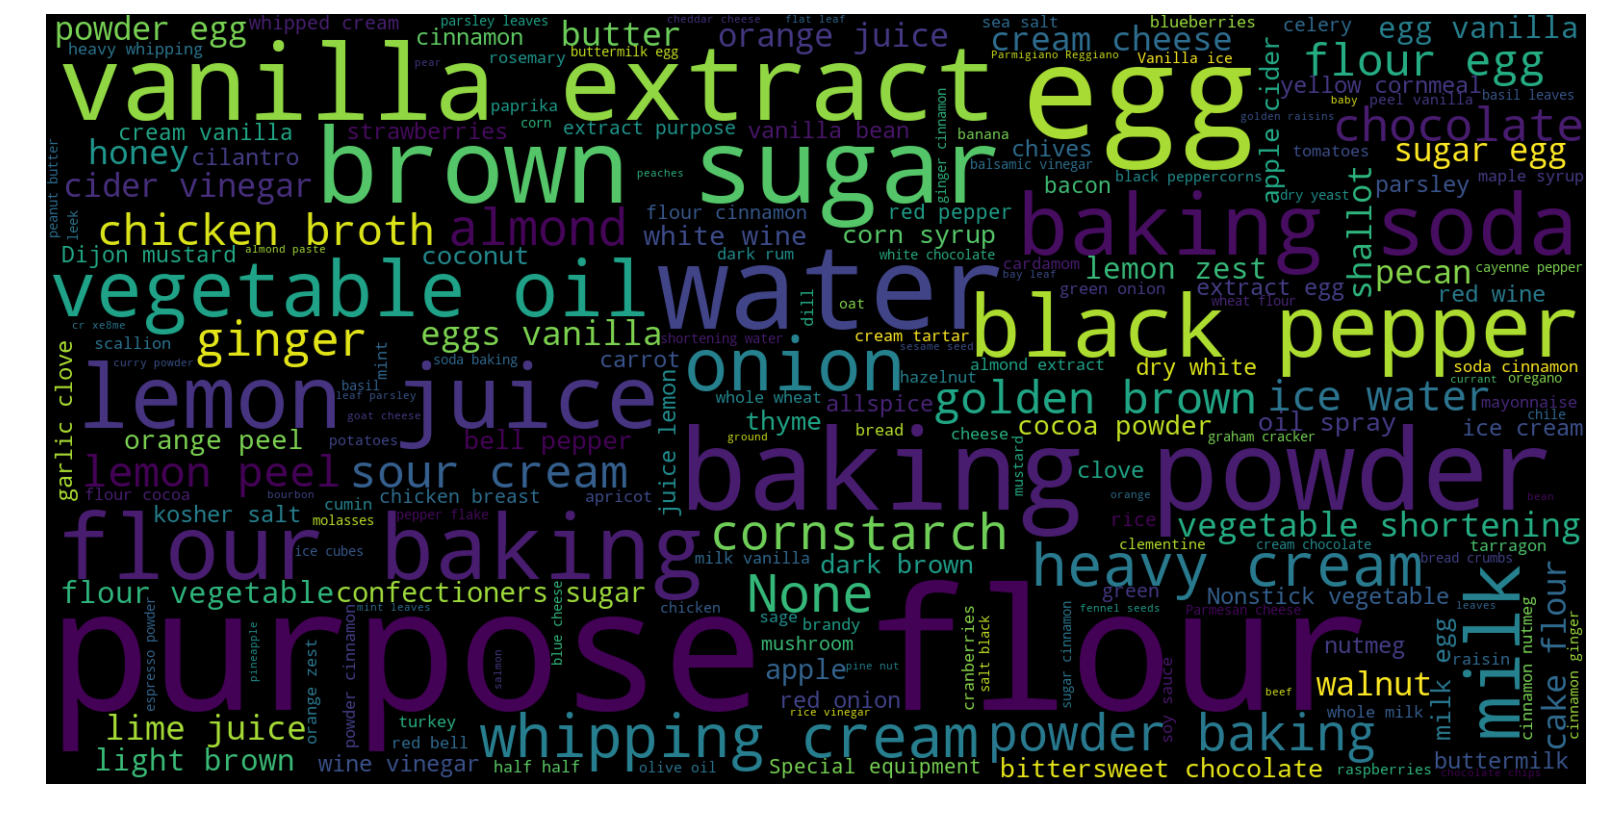 powder egg
whipped cream
parsley leaves
cheddar cheese
flat leaf
sea salt
blueberries
celery
egg vanilla
heavy whipping
cinnamon
butter
buttermilk egg
orange juice
cream cheese
flour egg
vanilla extract
pear
rosemary
Parmigiano Reggiano
Vanilla ice
egg
apple cider
yellow cornmeal
basil leaves
paprika
corn
baby
peel vanilla
golden raisins
chocolate
peanut butter
cream vanilla
strawberries
extract purpose
vanilla bean
ginger cinnamon
banana
chives
tomatoes
sugar egg
honey
cilantro
brown sugar
peaches
balsamic vinegar
black peppercorns
cider vinegar
bacon
dry yeast
parsley
maple syrup
leek
chicken broth
almond
flour cinnamon
red pepper
baking soda
shallot
white wine
corn syrup
Dijon mustard
almond paste
coconut
dark rum
white chocolate
cardamom
bay leaf
lemon zest
pecan
cayenne pepper
vegetable oil
water
dill
oat
green onion
extract egg
wheat flour
red wine
black pepper
cr xe8me
scallion
ginger
eggs vanilla
shortening water
cream tartar
sesame seed
garlic clove
curry powder
mint
soda baking
carrot
onion
hazelnut
almond extract
dry white
soda cinnamon
currant
oregano
lemon juice
basil
leaf parsley
goat cheese
whole wheat
allspice
golden brown
ice water
mayonnaise
orange peel
potatoes
bell pepper
juice lemon
thyme
ground
bread
cheese
mustard
cocoa powder
graham cracker
oil spray
chile
ice cream
lemon peel
sour cream
baking powder
clove
flour cocoa
bourbon
cumin
chicken breast
apricot
orange
bean
kosher salt
molasses
pepper flake
cornstarch
rice
vegetable shortening
flour baking
ice cubes
milk vanilla
dark brown
clementine
cream chocolate
tarragon
bread crumbs
heavy cream
flour vegetable
confectioners sugar
blue cheese
None
green
Nonstick vegetable
milk
leaves
mint leaves
chicken
sage
brandy
fennel seeds
Parmesan cheese
purpose flour
espresso powder
pineapple
orange zest
powder cinnamon
salmon
mushroom
cranberries
salt black
sugar cinnamon
nutmeg
milk egg
raisin
cinnamon nutmeg
cake flour
cinnamon ginger
apple
pine nut
soy sauce
beef
walnut
red onion
rice vinegar
whole milk
lime juice
turkey
red bell
whipping cream
powder baking
light brown
wine vinegar
half half
olive oil
Special equipment
bittersweet chocolate
raspberries
buttermilk
chocolate chips